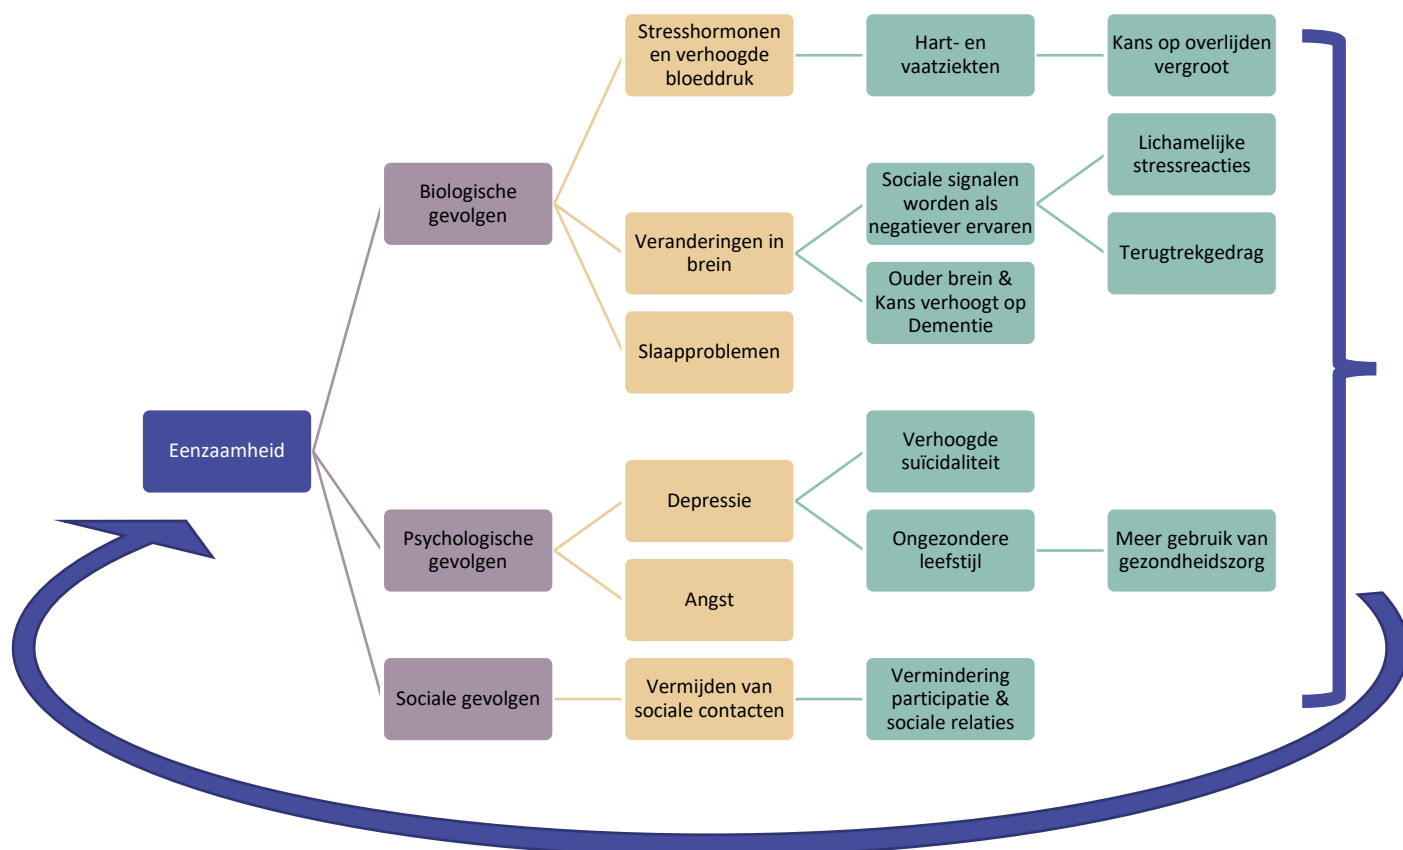 Stresshormonen
en verhoogde
bloeddruk
Hart- en
vaatziekten
Kans op overlijden
vergroot
Lichamelijke
stressreacties
Biologische
gevolgen
Sociale signalen
worden als
negatiever ervaren
Veranderingen in
brein
Terugtrekgedrag
Ouder brein &
Kans verhoogt op
Dementie
Slaapproblemen
Eenzaamheid
Verhoogde
suïcidaliteit
Depressie
Psychologische
gevolgen
Ongezondere
leefstijl
Meer gebruik van
gezondheidszorg
Angst
Sociale gevolgen
Vermijden van
sociale contacten
Vermindering
participatie &
sociale relaties